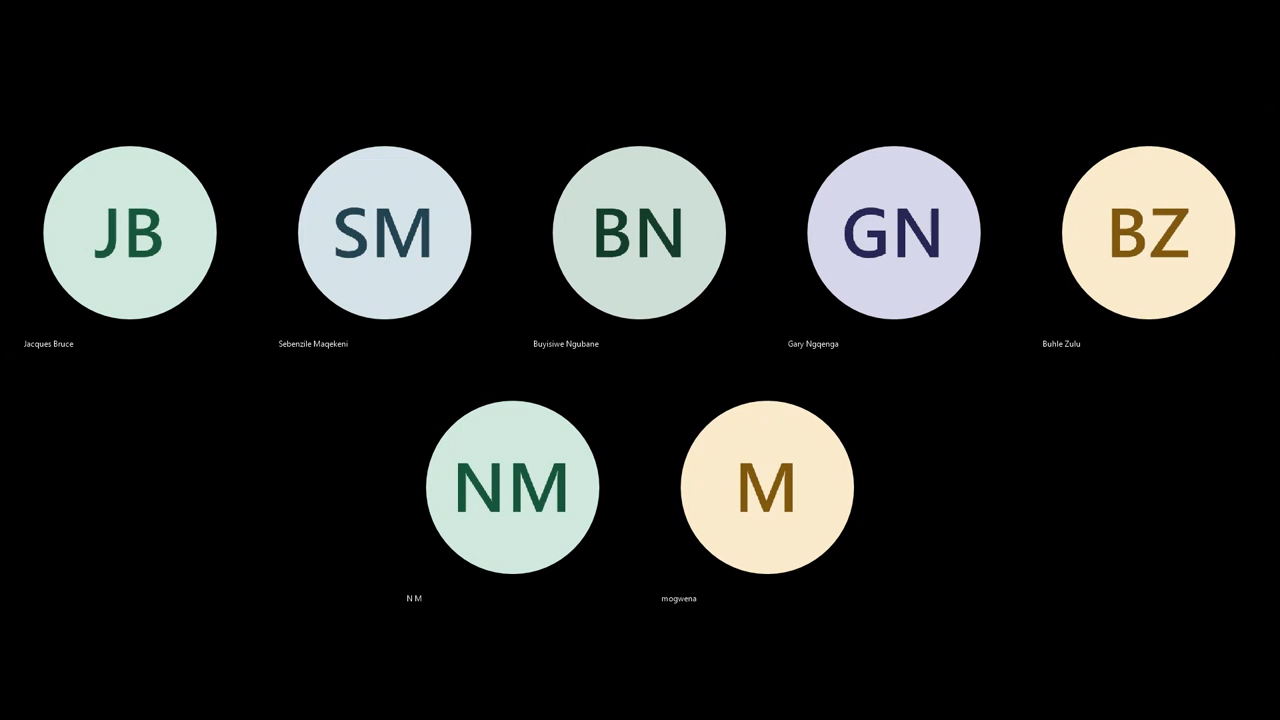 JB
SM
BN
GN
BZ
Jacques Bruce
Sebenzile Maqekeni
Buyisiwe Ngubane
Gary Ngqenga
Buhle Zulu
NM
M
N M
mogwena